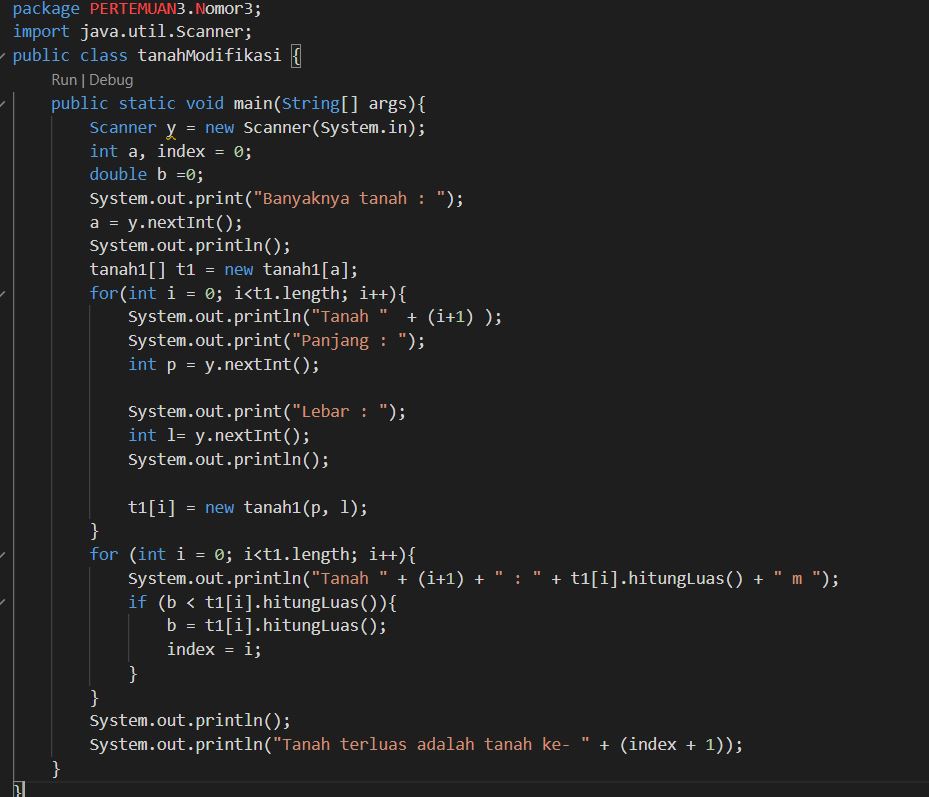 package PERTEMUAN3.Nomor3;
import java.util.Scanner;
public class tanahModifikasi {
Run | Debug
    public static void main(String[] args){
        Scanner y = new Scanner(System.in);
        int a, index = 0;
        double b =0;
        System.out.print("Banyaknya tanah : ");
        a = y.nextInt();
        System.out.println();
        tanah1[] t1 = new tanah1[a];
        for(int i = 0; i<t1.length; i++){
            System.out.println("Tanah "  + (i+1) );
            System.out.print("Panjang : ");
            int p = y.nextInt();

            System.out.print("Lebar : ");
            int l= y.nextInt();
            System.out.println();

            t1[i] = new tanah1(p, l);
        }
        for (int i = 0; i<t1.length; i++){
            System.out.println("Tanah " + (i+1) + " : " + t1[i].hitungLuas() + " m ");
            if (b < t1[i].hitungLuas()){
                b = t1[i].hitungLuas();
                index = i;
            }
        }
        System.out.println();
        System.out.println("Tanah terluas adalah tanah ke- " + (index + 1));
    }
}